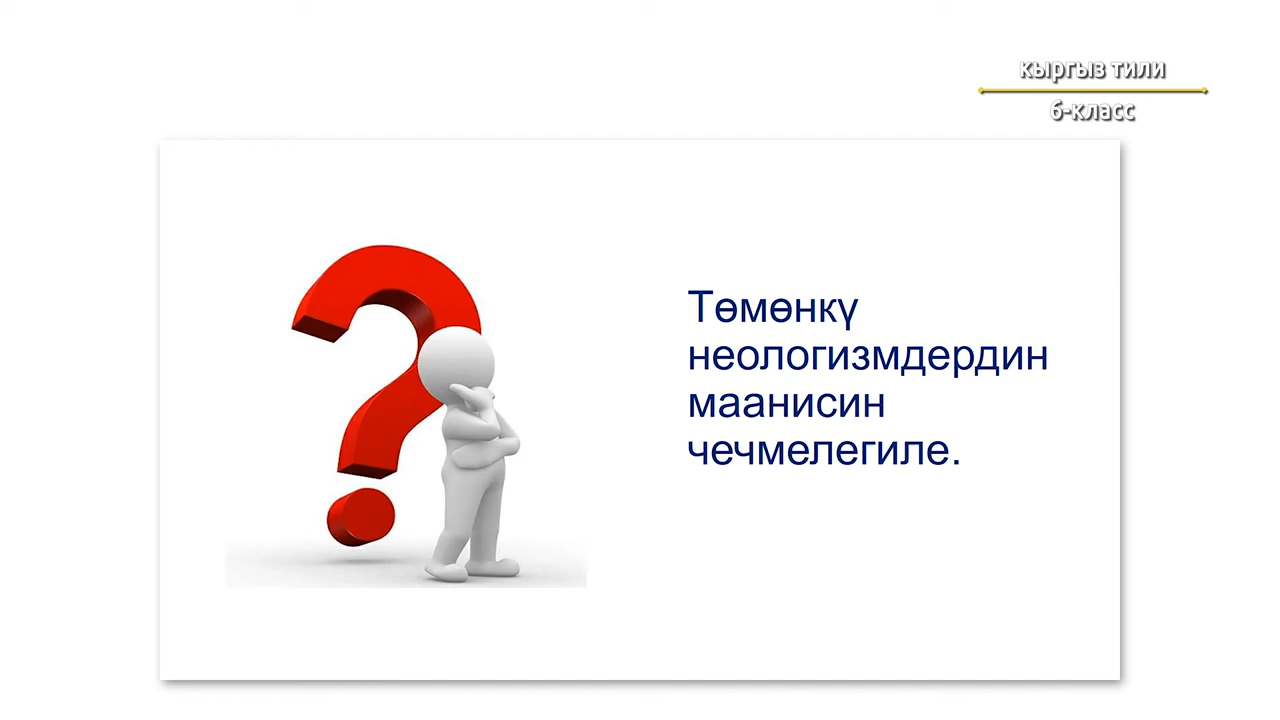 кыргыз тили
6-класс
Төмөнкү
неологизмдердин
маанисин
чечмелегиле.